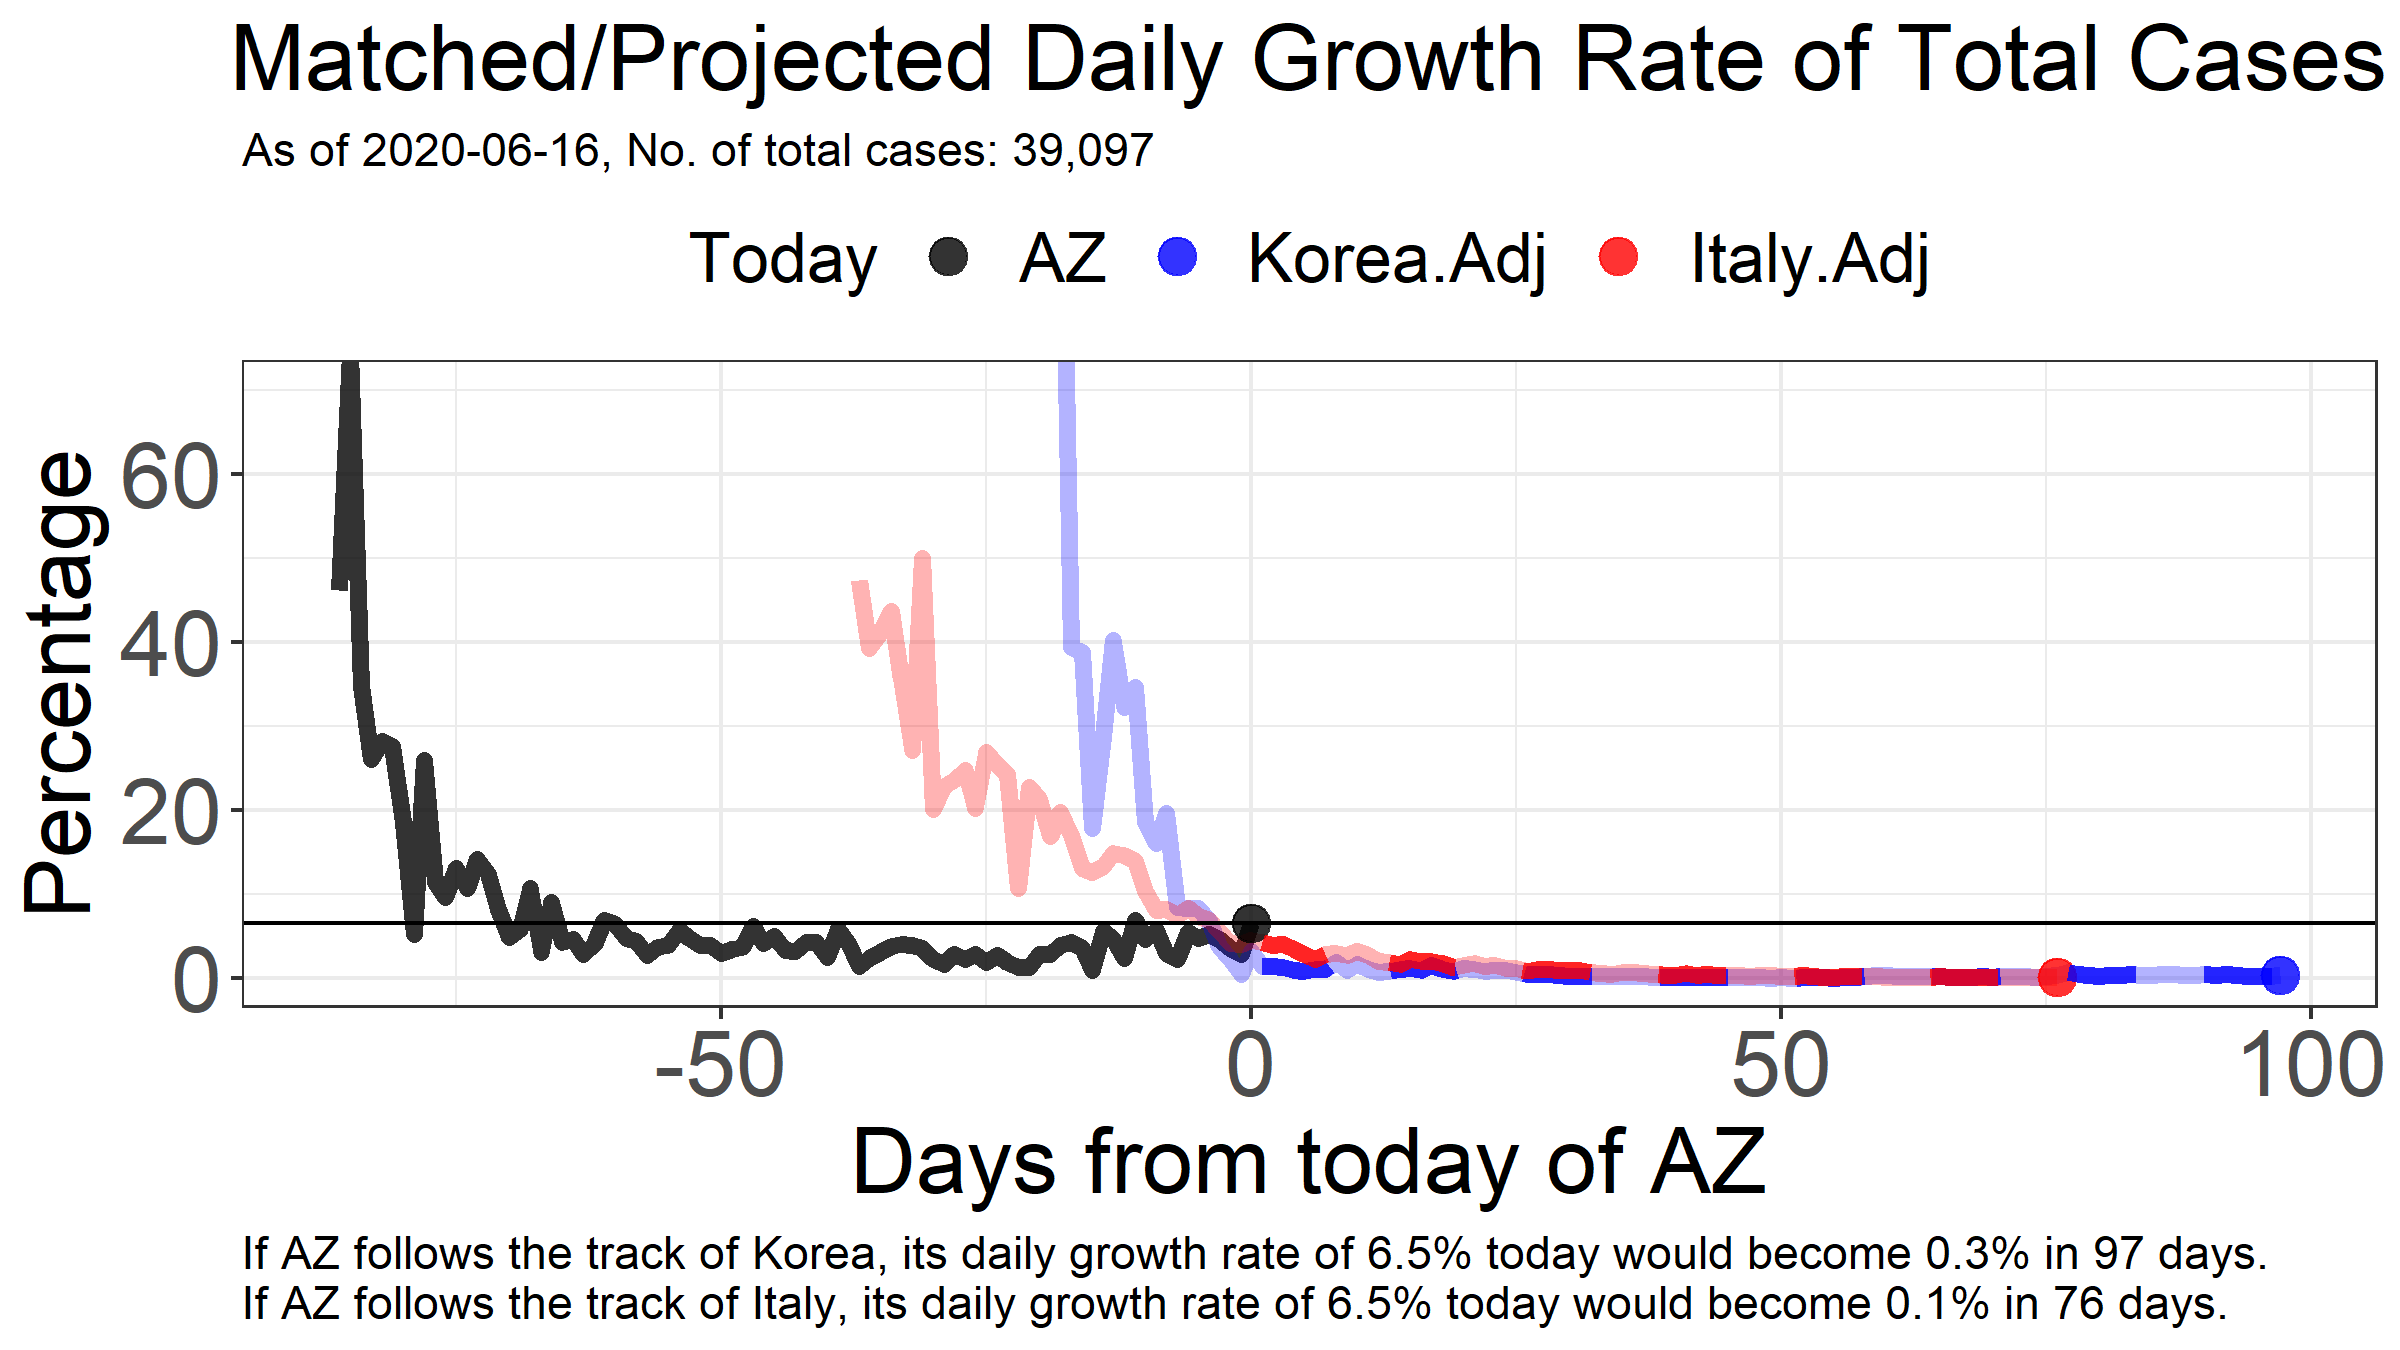 Matched/Projected Daily Growth Rate of Total Cases
As of 2020-06-16, No. of total cases: 39,097
Today AZ Korea.Adj Italy.Adj
Percentage
60
40
20
0
-50 0 50 100
Days from today of AZ
If AZ follows the track of Korea, its daily growth rate of 6.5% today would become 0.3% in 97 days.
If AZ follows the track of Italy, its daily growth rate of 6.5% today would become 0.1% in 76 days.